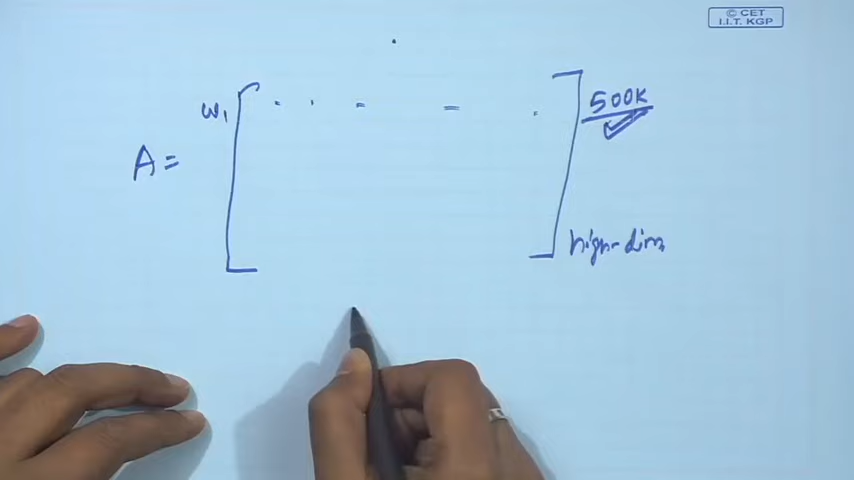 © CET
I.I.T. KGP
W1 500K
A =
high-dim